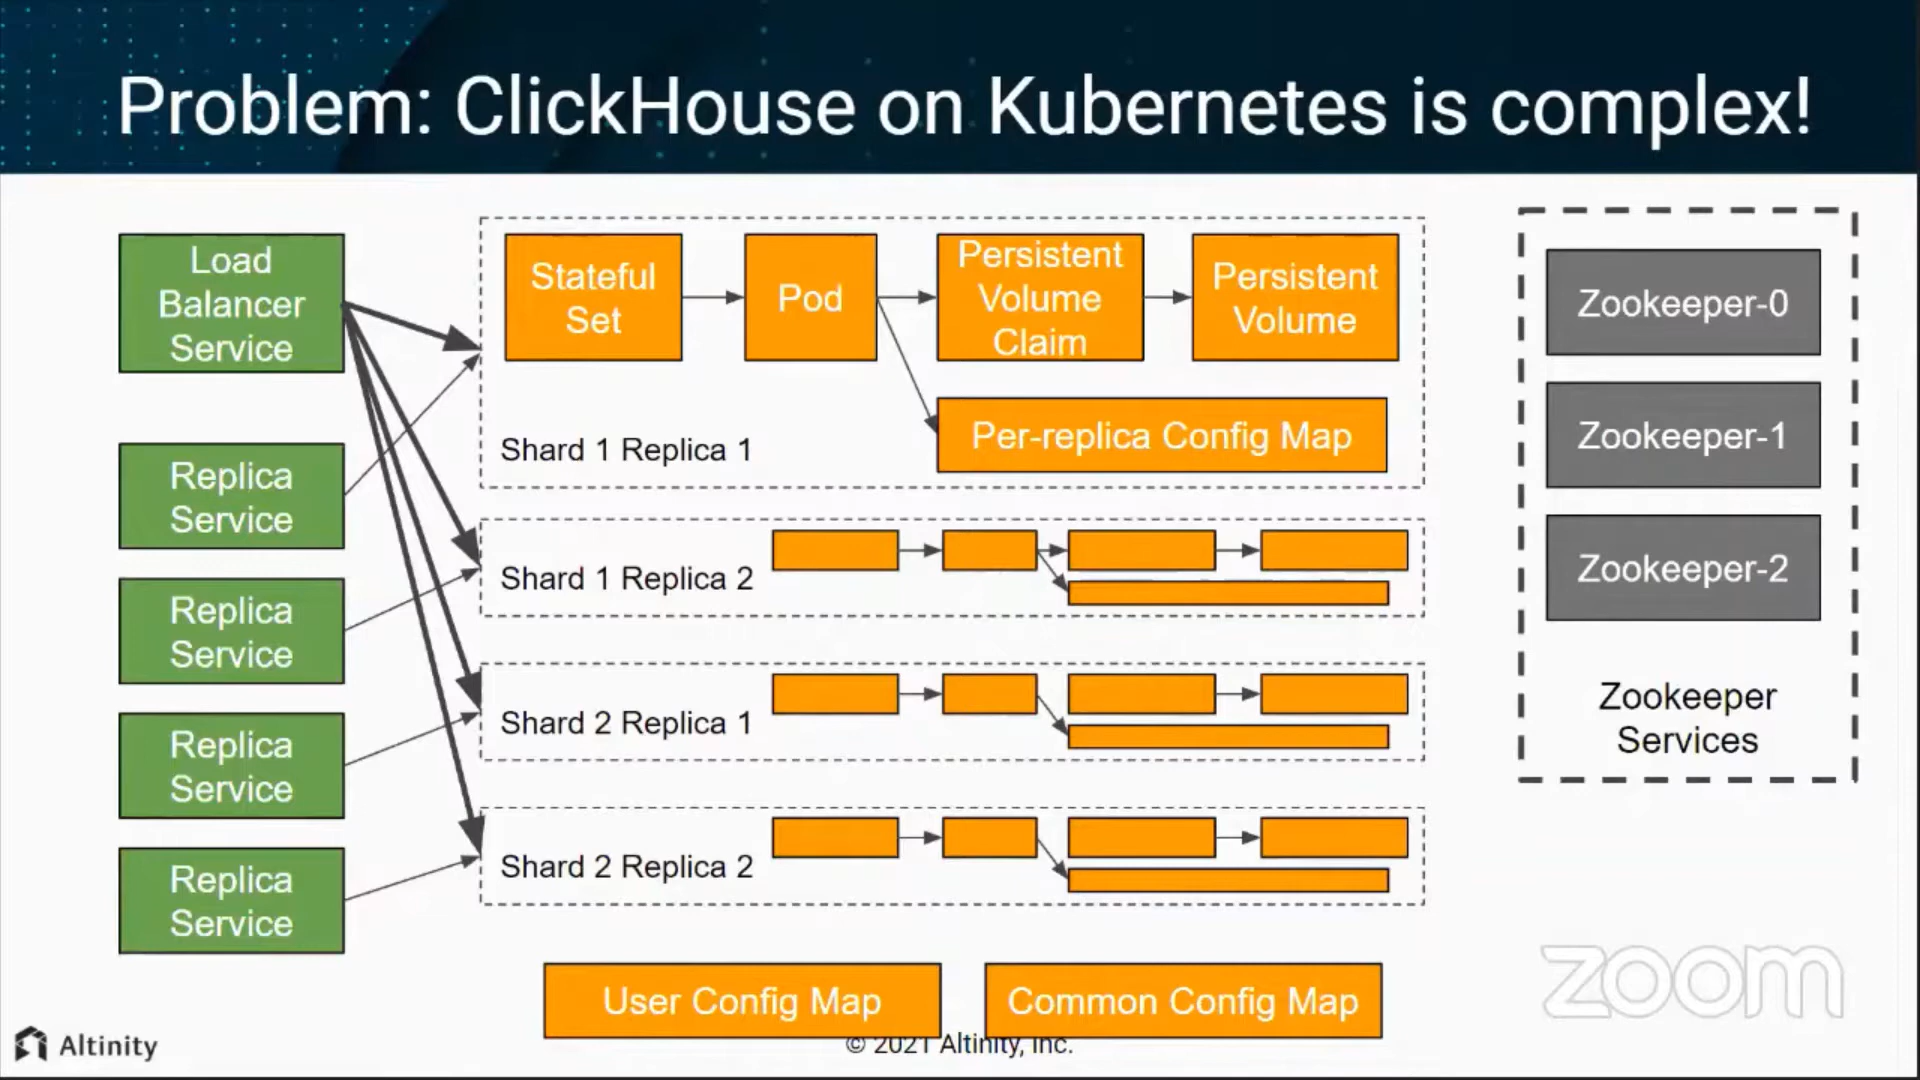 Problem: ClickHouse on Kubernetes is complex!
Load
Balancer
Service
Replica
Service
Replica
Service
Replica
Service
Replica
Service
Stateful
Set
Pod
Persistent
Volume
Claim
Persistent
Volume
Per-replica Config Map
Shard 1 Replica 1
Shard 1 Replica 2
Shard 2 Replica 1
Shard 2 Replica 2
User Config Map
Common Config Map
Zookeeper-0
Zookeeper-1
Zookeeper-2
Zookeeper
Services
zoom
Altinity
© 2021 Altinity, Inc.